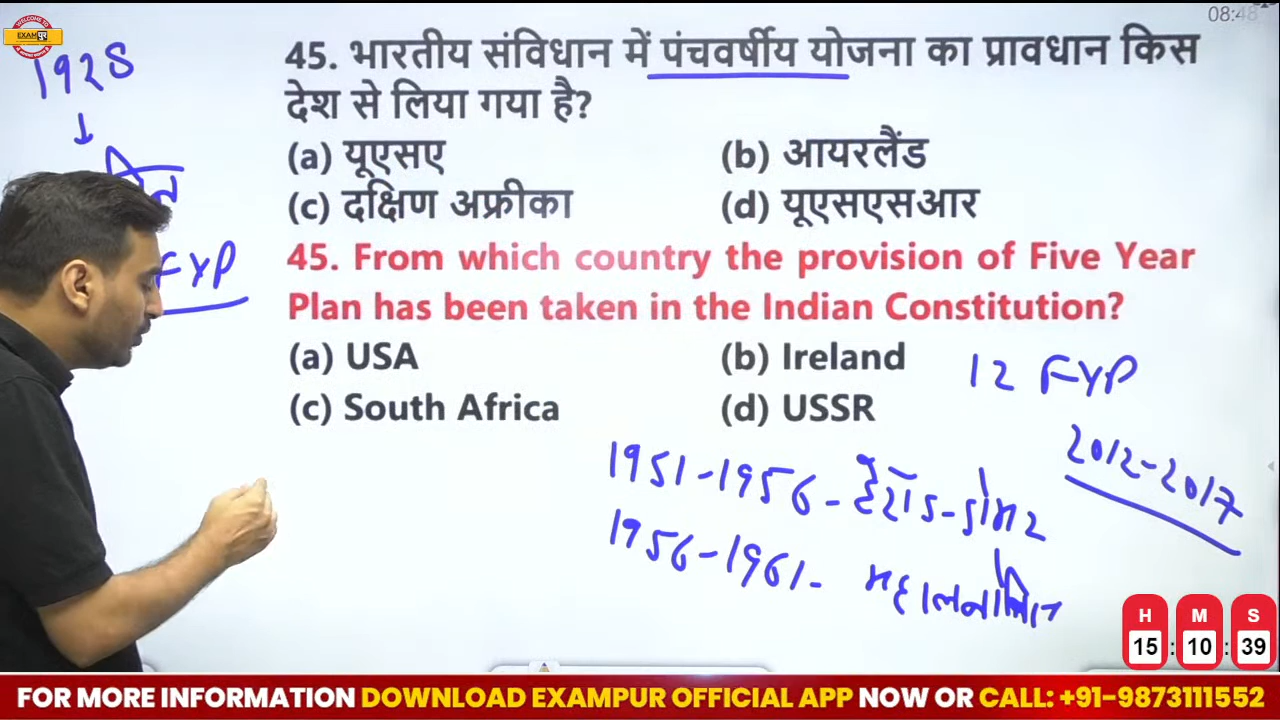 08:48
WELCOME TO
EXAMपुर
1928
↓
FYP
45. भारतीय संविधान में पंचवर्षीय योजना का प्रावधान किस
देश से लिया गया है?
(a) यूएसए (b) आयरलैंड
(c) दक्षिण अफ्रीका (d) यूएसएसआर
45. From which country the provision of Five Year
Plan has been taken in the Indian Constitution?
(a) USA (b) Ireland
(c) South Africa (d) USSR
12 FYP
2012-2017
1951-1956- हैराॅड-डोमर
1956-1961-
H M S
15 : 10 : 39
FOR MORE INFORMATION DOWNLOAD EXAMPUR OFFICIAL APP NOW OR CALL: +91-9873111552